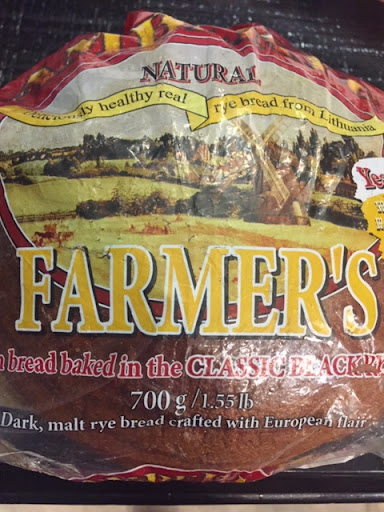 NATURAL
healthy real rye bread from Lithuania
FARMER'S
bread baked in the CLASSIC BLACK
700 g / 1.55 lb
Dark, malt rye bread crafted with European flair